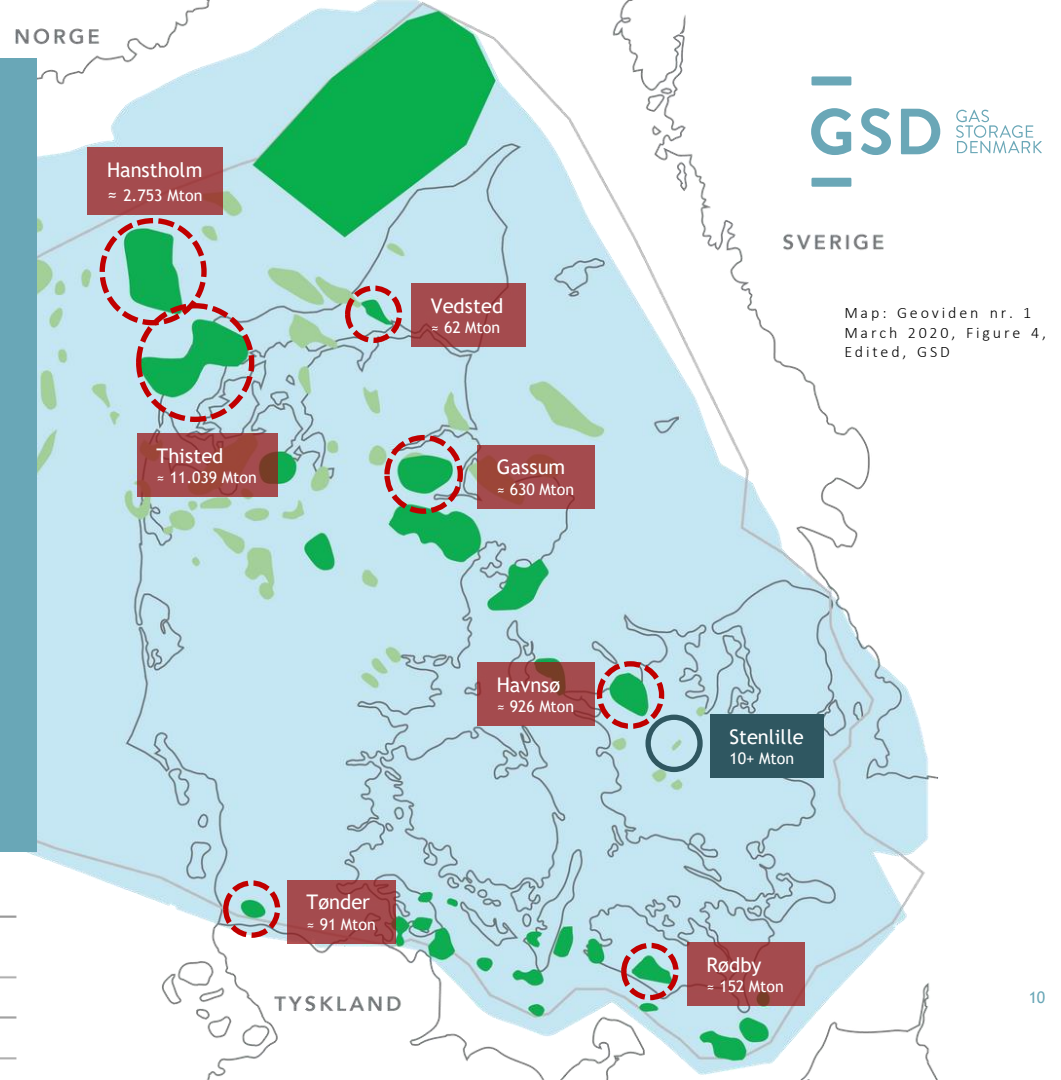 NORGE
GSD
GAS
STORAGE
DENMARK
Hanstholm
≈ 2.753 Mton
SVERIGE
Vedsted
≈ 62 Mton
Map: Geoviden nr. 1
March 2020, Figure 4,
Edited, GSD
Thisted
≈ 11.039 Mton
Gassum
≈ 630 Mton
Havnsø
≈ 926 Mton
Stenlille
10+ Mton
Tønder
≈ 91 Mton
Rødby
≈ 152 Mton
TYSKLAND
10